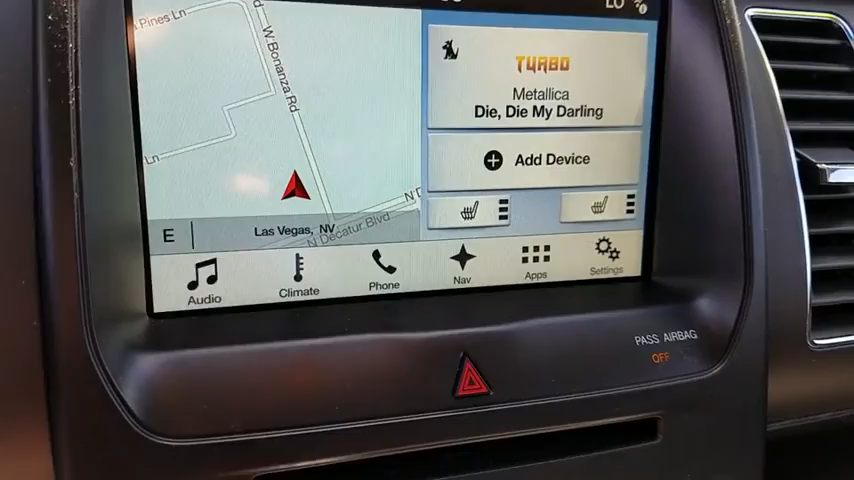 Pines Ln
W Bonanza Rd
LO
TURBO
Metallica
Die, Die My Darling
Add Device
Ln
E
Las Vegas, NV
N Decatur Blvd
N D
Audio
Climate
Phone
Nav
Apps
Settings
PASS AIRBAG
OFF